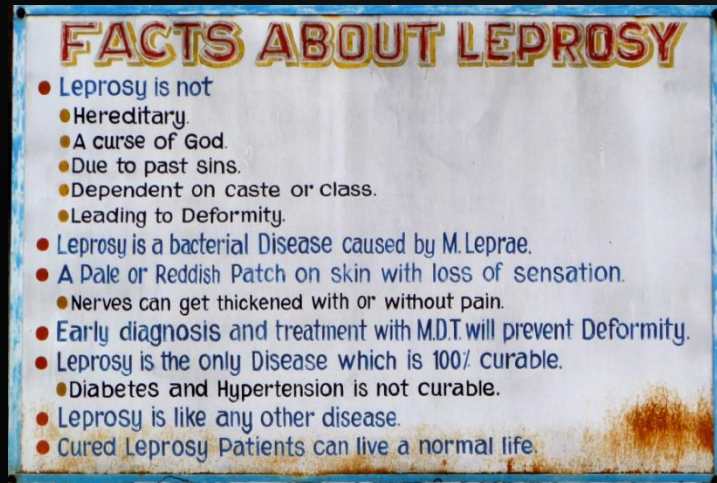 FACTS ABOUT LEPROSY
• Leprosy is not
• Hereditary.
• A curse of God.
• Due to past sins.
• Dependent on caste or class.
• Leading to Deformity.
• Leprosy is a bacterial Disease caused by M.Leprae.
• A Pale or Reddish Patch on skin with loss of sensation.
• Nerves can get thickened with or without pain.
• Early diagnosis and treatment with M.D.T. will prevent Deformity.
• Leprosy is the only Disease which is 100% curable.
• Diabetes and Hypertension is not curable.
• Leprosy is like any other disease.
• Cured Leprosy Patients can live a normal life.